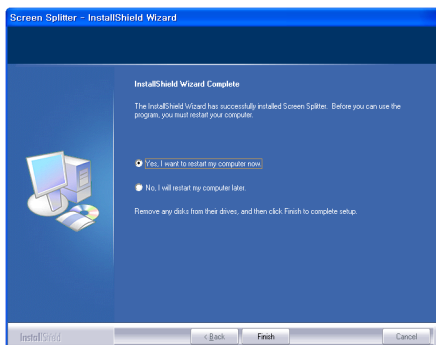 Screen Splitter - InstallShield Wizard
InstallShield Wizard Complete
The InstallShield Wizard has successfully installed Screen Splitter. Before you can use the
program, you must restart your computer.
Yes, I want to restart my computer now.
No, I will restart my computer later.
Remove any disks from their drives, and then click Finish to complete setup.
InstallShield
< Back
Finish
Cancel